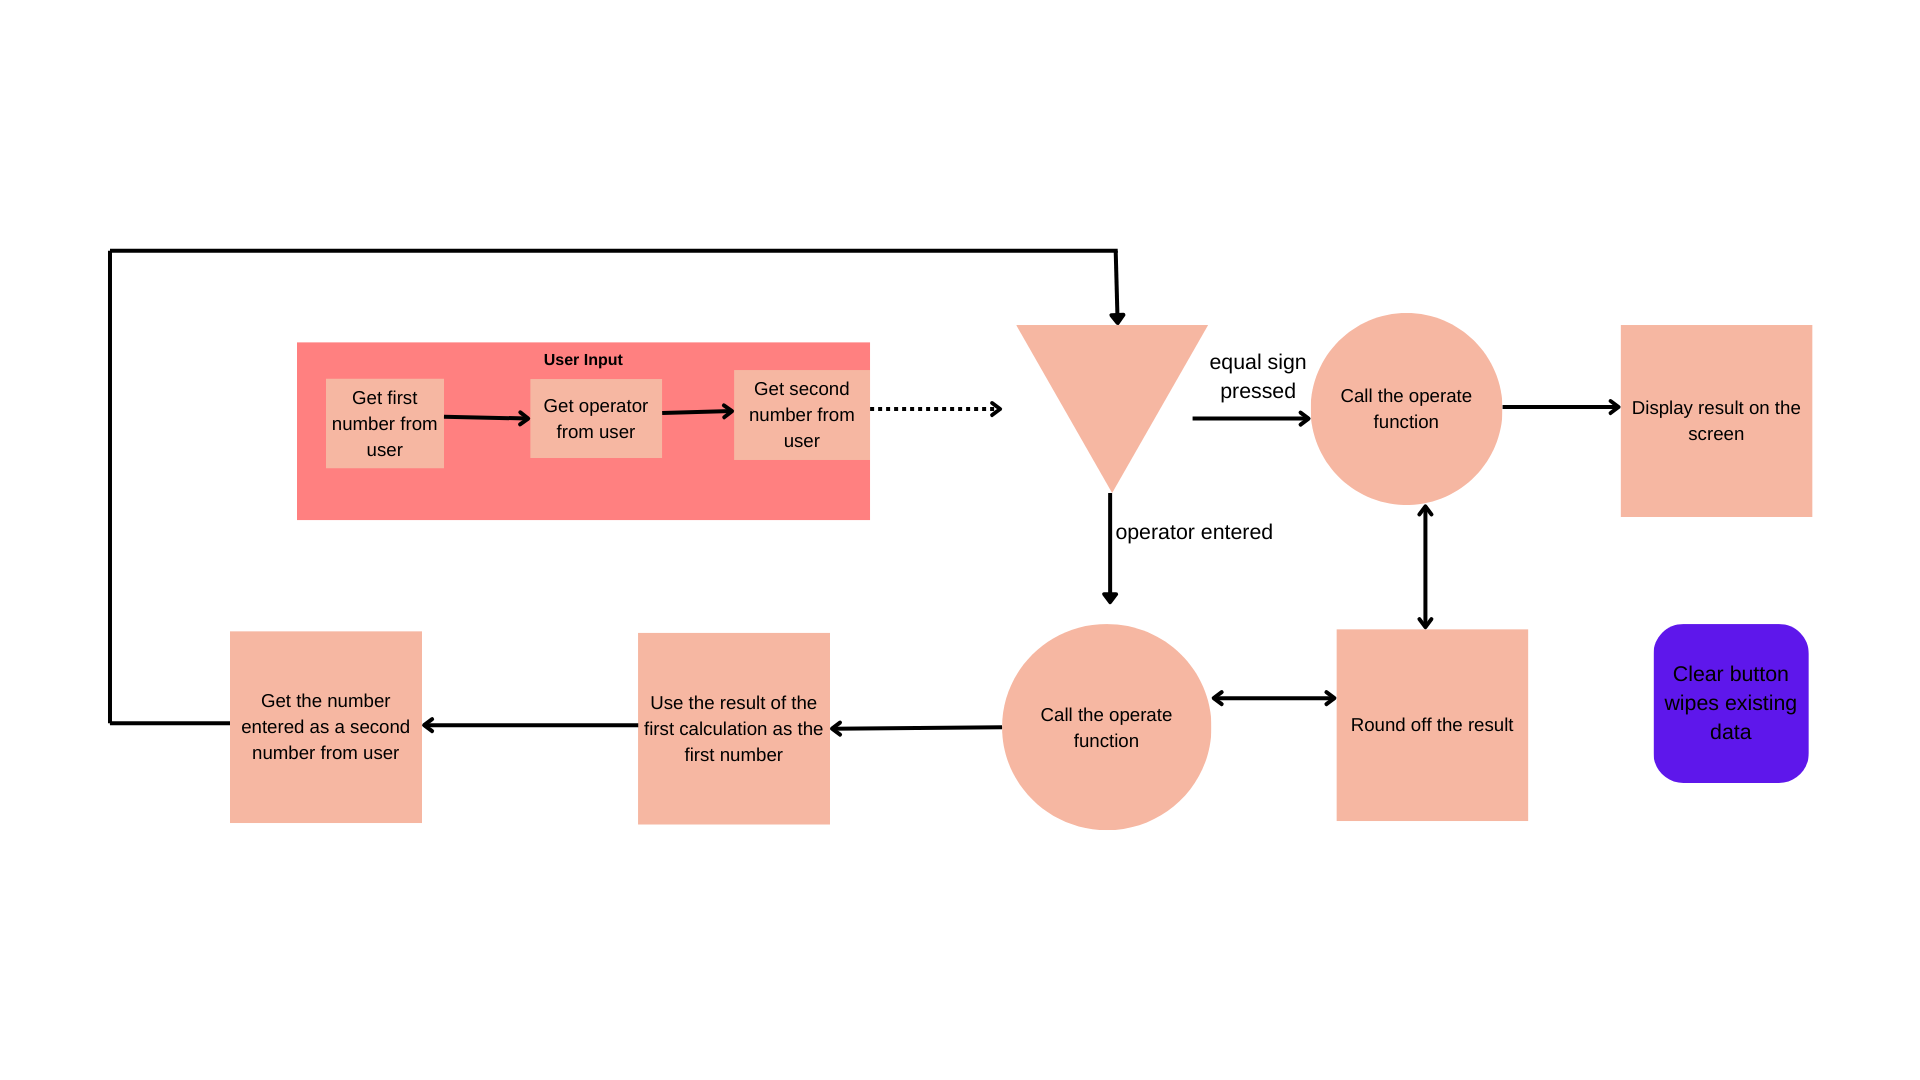 User Input
Get first
number from
user
Get operator
from user
Get second
number from
user
equal sign
pressed
Call the operate
function
Display result on the
screen
operator entered
Get the number
entered as a second
number from user
Use the result of the
first calculation as the
first number
Call the operate
function
Round off the result
Clear button
wipes existing
data